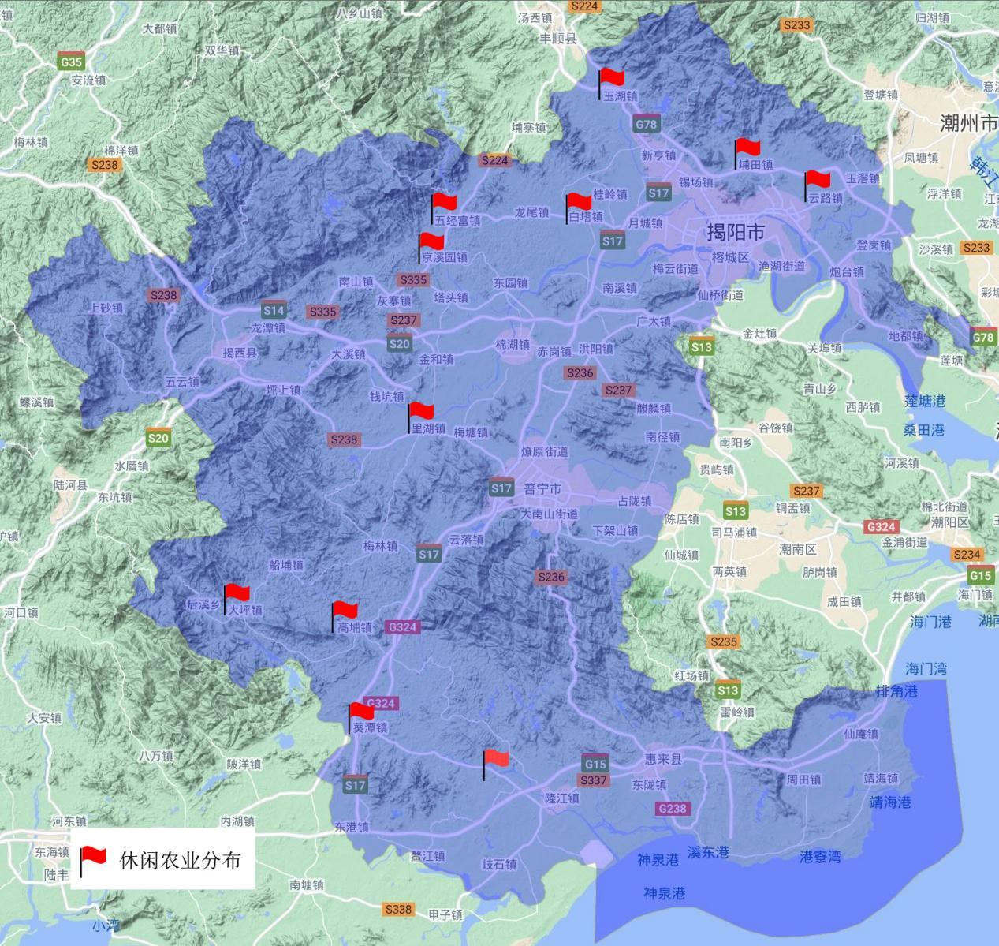 S224
汤西镇
八乡山镇
归湖镇
大都镇
丰顺县
S233
双华镇
G35
安流镇
玉湖镇
登塘镇
G78
埔寨镇
潮州市
梅林镇
棉洋镇
新亨镇
埔田镇
凤塘镇
S238
S224
韩江
锡场镇
玉滘镇
桂岭镇
S17
云路镇
浮洋镇
五经富镇
龙尾镇
白塔镇
月城镇
揭阳市
S17
登岗镇
沙溪镇
S233
京溪园镇
榕城区
梅云街道
渔湖街道
炮台镇
南山镇
S335
东园镇
南溪镇
S238
灰寨镇
塔头镇
仙桥街道
上砂镇
S14
S335
S237
广太镇
龙潭镇
金灶镇
地都镇
G78
S20
棉湖镇
赤岗镇
洪阳镇
S13
关埠镇
揭西县
大溪镇
金和镇
莲塘
五云镇
坪上镇
S236
S237
青山乡
钱坑镇
莲塘港
螺溪镇
麒麟镇
西胪镇
里湖镇
梅塘镇
谷饶镇
桑田港
S20
S238
南径镇
南阳乡
燎原街道
水唇镇
贵屿镇
河溪镇
陆河县
S17
普宁市
S237
东坑镇
占陇镇
铜盂镇
棉北街道
大南山街道
陈店镇
S13
潮阳区
G324
下架山镇
司马浦镇
金浦街道
云落镇
梅林镇
潮南区
S17
仙城镇
S234
船埔镇
两英镇
胪岗镇
S236
G15
井都镇
海门镇
后溪乡
大坪镇
成田镇
河口镇
高埔镇
G324
海门港
S235
海门湾
红场镇
S13
排角港
G324
雷岭镇
大安镇
葵潭镇
仙庵镇
八万镇
陂洋镇
惠来县
G15
S337
周田镇
靖海镇
S17
东陇镇
隆江镇
靖海港
G238
河东镇
内湖镇
东港镇
东海镇
鳌江镇
神泉港
溪东港
港寮湾
岐石镇
休闲农业分布
陆丰
南塘镇
神泉港
S338
甲子镇
小湾